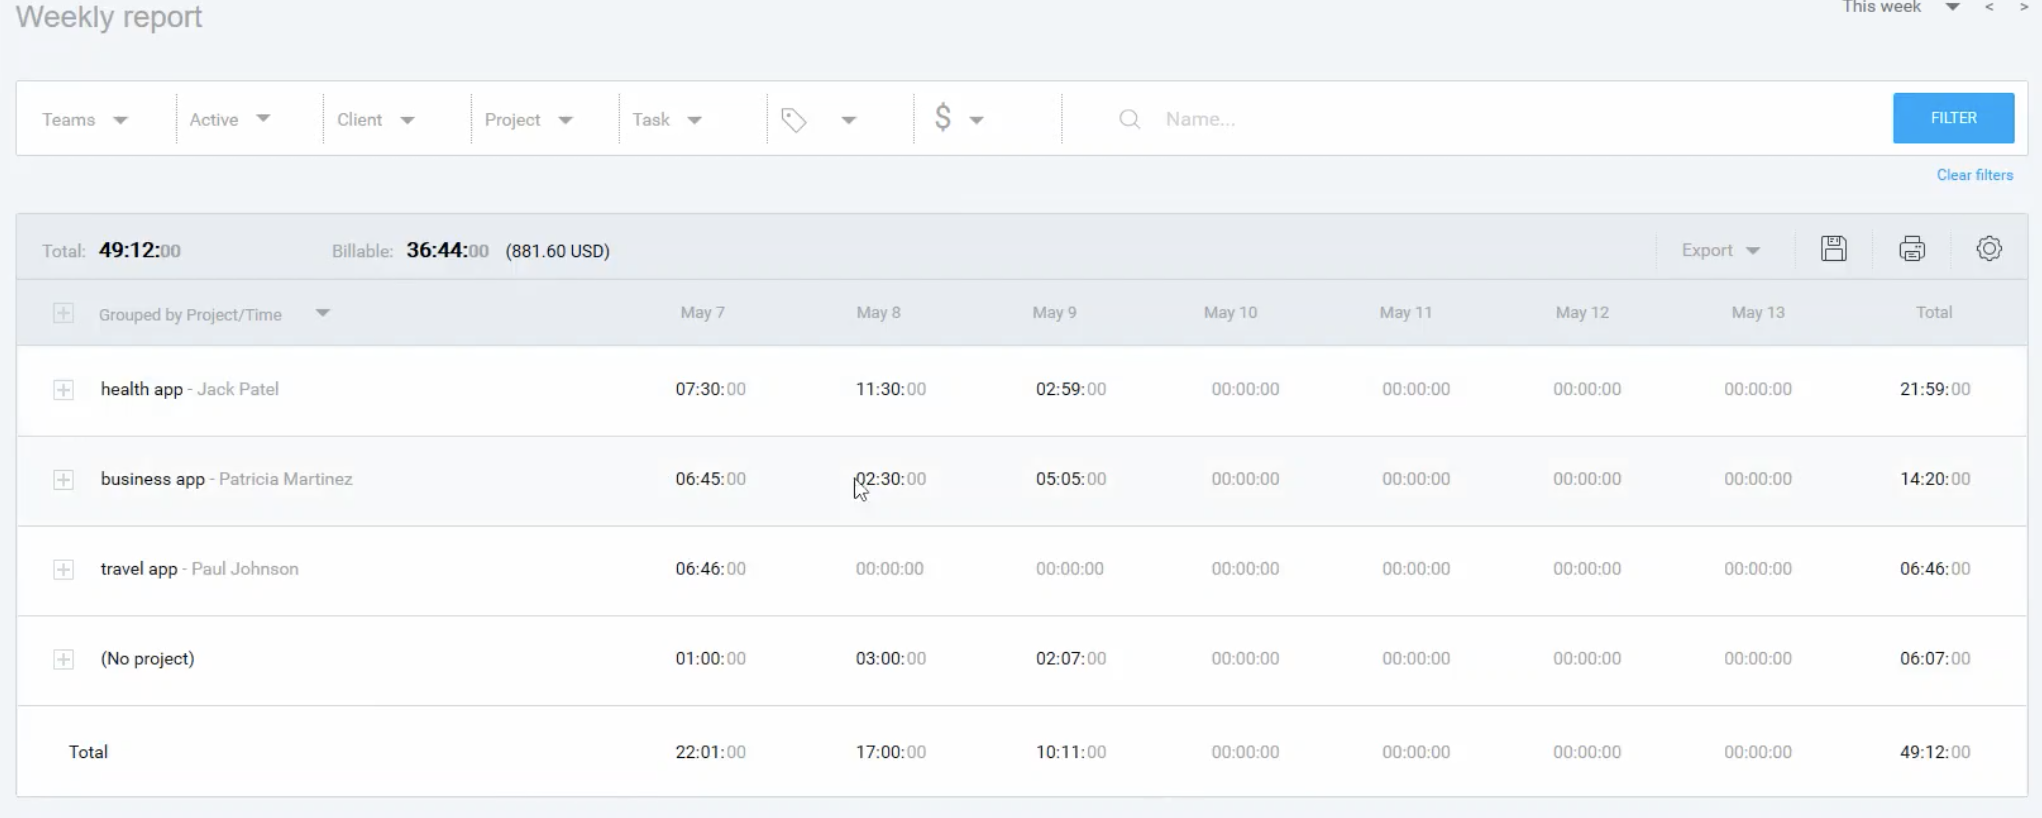 Weekly report
This week < >
Teams Active Client Project Task $ Name... FILTER
Clear filters
Total: 49:12:00 Billable: 36:44:00 (881.60 USD) Export
Grouped by Project/Time May 7 May 8 May 9 May 10 May 11 May 12 May 13 Total
health app - Jack Patel 07:30:00 11:30:00 02:59:00 00:00:00 00:00:00 00:00:00 00:00:00 21:59:00
business app - Patricia Martinez 06:45:00 02:30:00 05:05:00 00:00:00 00:00:00 00:00:00 00:00:00 14:20:00
travel app - Paul Johnson 06:46:00 00:00:00 00:00:00 00:00:00 00:00:00 00:00:00 00:00:00 06:46:00
(No project) 01:00:00 03:00:00 02:07:00 00:00:00 00:00:00 00:00:00 00:00:00 06:07:00
Total 22:01:00 17:00:00 10:11:00 00:00:00 00:00:00 00:00:00 00:00:00 49:12:00